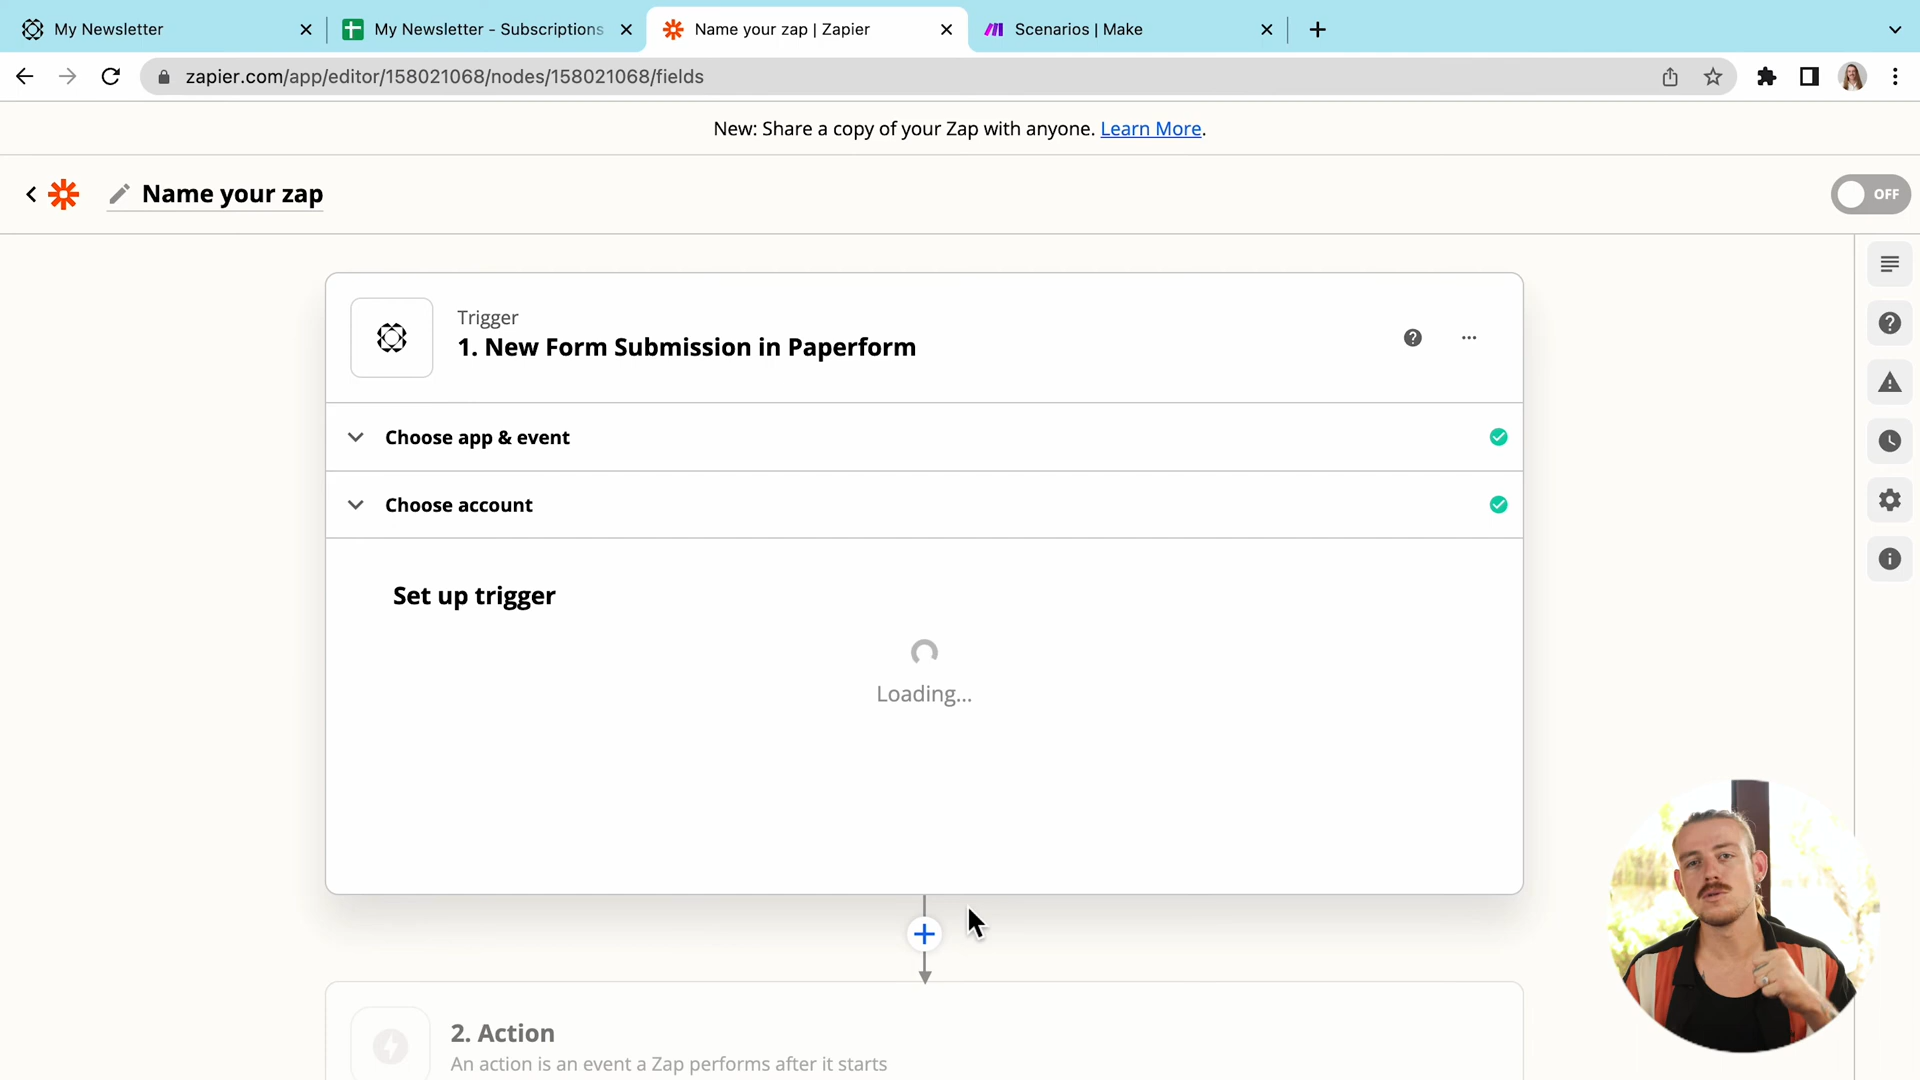 My Newsletter
My Newsletter - Subscriptions
Name your zap | Zapier
Scenarios | Make
zapier.com/app/editor/158021068/nodes/158021068/fields
New: Share a copy of your Zap with anyone. Learn More.
Name your zap
OFF
Trigger
1. New Form Submission in Paperform
Choose app & event
Choose account
Set up trigger
Loading...
2. Action
An action is an event a Zap performs after it starts